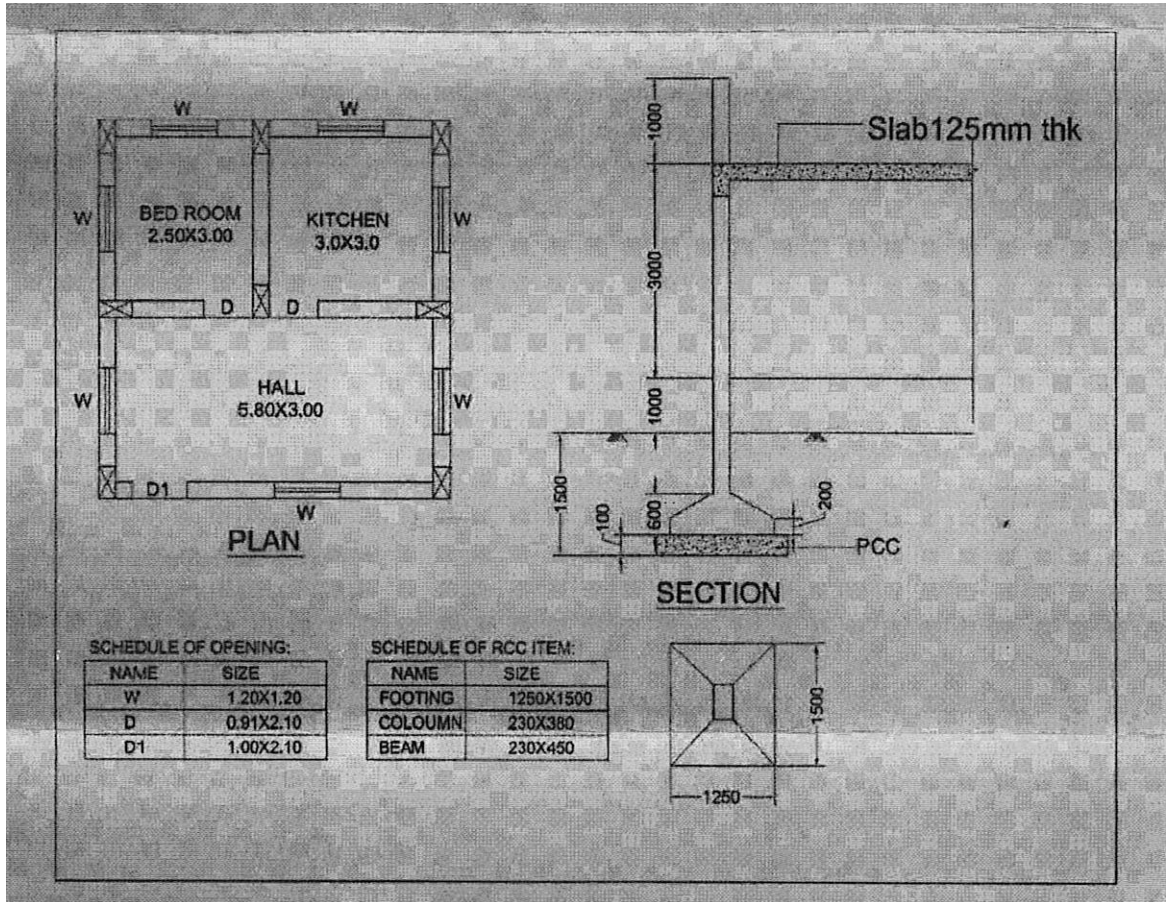 W
W
W
BED ROOM
2.50X3.00
KITCHEN
3.0X3.0
W
D
D
W
HALL
5.80X3.00
W
D1
W
PLAN
1000
Slab125mm thk
3000
1000
1500
100
600
200
PCC
SECTION
SCHEDULE OF OPENING:
NAME SIZE
W 1.20X1.20
D 0.91X2.10
D1 1.00X2.10
SCHEDULE OF RCC ITEM:
NAME SIZE
FOOTING 1250X1500
COLOUMN 230X380
BEAM 230X450
1500
1250